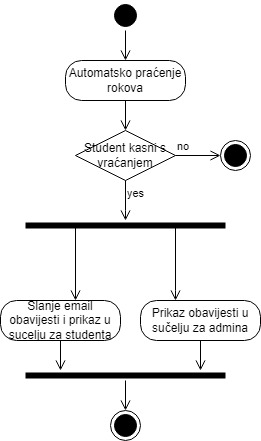 Automatsko praćenje
rokova
Student kasni s
vraćanjem
no
yes
Slanje email
obavijesti i prikaz u
sucelju za studenta
Prikaz obavijesti u
sučelju za admina